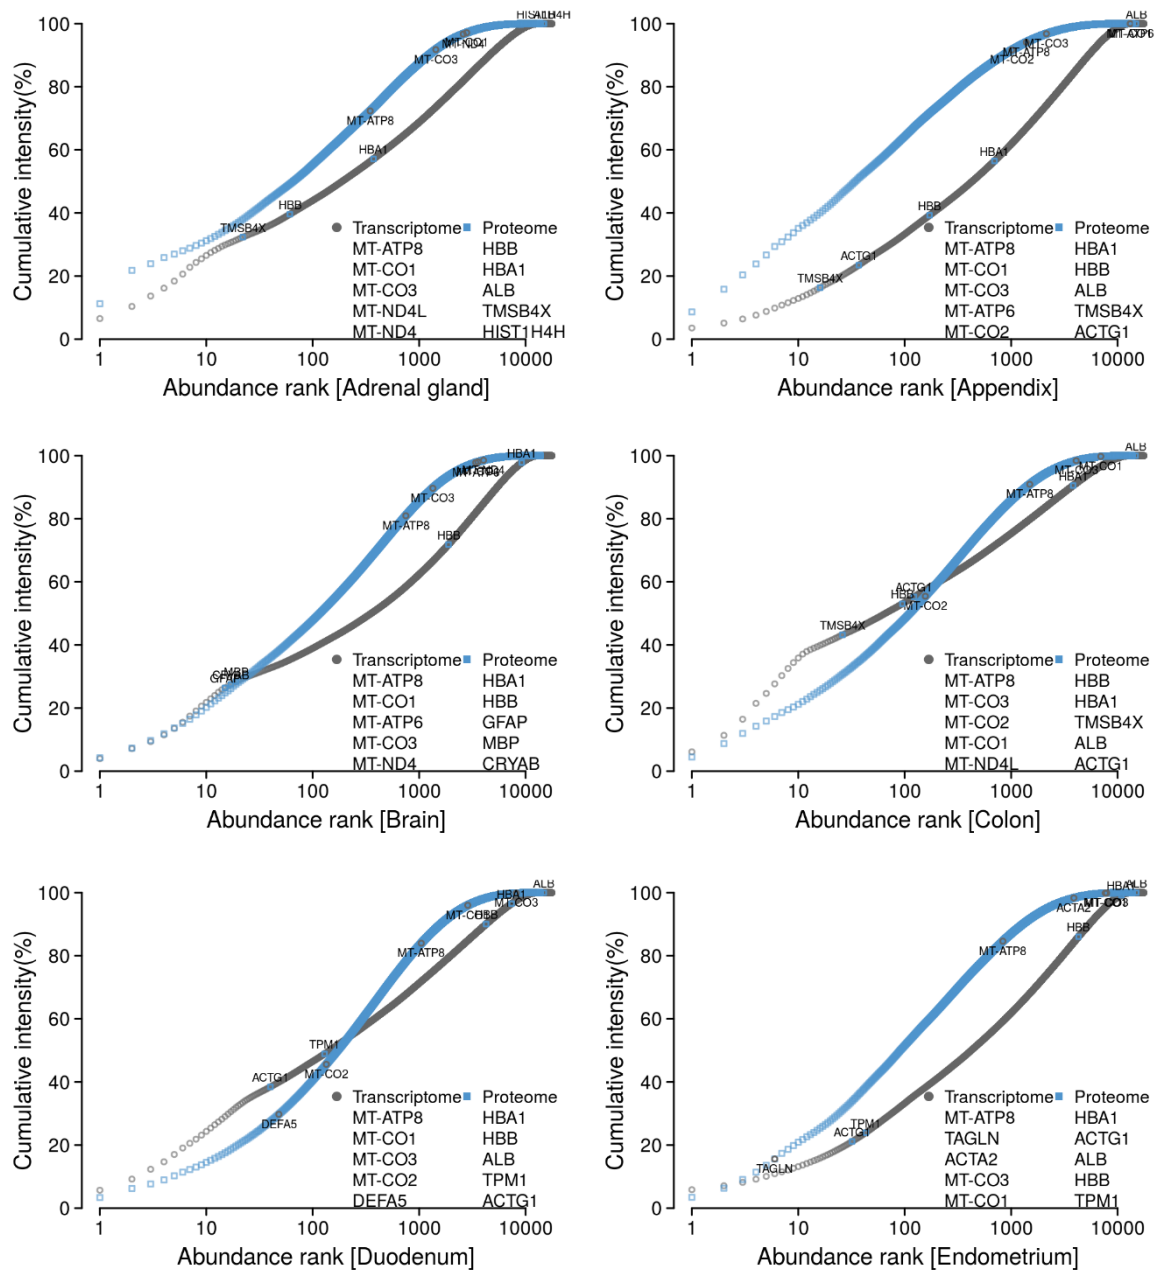 Cumulative intensity(%)
100
80
60
40
20
0
1 10 100 1000 10000
Abundance rank [Adrenal gland]
MT-CO3
MT-ATP8
HBA1
HBB
TMSB4X
Transcriptome Proteome
MT-ATP8 HBB
MT-CO1 HBA1
MT-CO3 ALB
MT-ND4L TMSB4X
MT-ND4 HIST1H4H
Cumulative intensity(%)
100
80
60
40
20
0
1 10 100 1000 10000
Abundance rank [Appendix]
ALB
MT-CO3
MT-ATP8
MT-CO2
HBA1
HBB
ACTG1
TMSB4X
Transcriptome Proteome
MT-ATP8 HBA1
MT-CO1 HBB
MT-CO3 ALB
MT-ATP6 TMSB4X
MT-CO2 ACTG1
Cumulative intensity(%)
100
80
60
40
20
0
1 10 100 1000 10000
Abundance rank [Brain]
HBA1
MT-CO3
MT-ATP8
HBB
MBP
Transcriptome Proteome
MT-ATP8 HBA1
MT-CO1 HBB
MT-ATP6 GFAP
MT-CO3 MBP
MT-ND4 CRYAB
Cumulative intensity(%)
100
80
60
40
20
0
1 10 100 1000 10000
Abundance rank [Colon]
ALB
MT-CO1
HBA1
MT-ATP8
ACTG1
HBB
MT-CO2
TMSB4X
Transcriptome Proteome
MT-ATP8 HBB
MT-CO3 HBA1
MT-CO2 TMSB4X
MT-CO1 ALB
MT-ND4L ACTG1
Cumulative intensity(%)
100
80
60
40
20
0
1 10 100 1000 10000
Abundance rank [Duodenum]
ALB
HBA1
MT-CO3
MT-ATP8
TPM1
MT-CO2
ACTG1
DEFA5
Transcriptome Proteome
MT-ATP8 HBA1
MT-CO1 HBB
MT-CO3 ALB
MT-CO2 TPM1
DEFA5 ACTG1
Cumulative intensity(%)
100
80
60
40
20
0
1 10 100 1000 10000
Abundance rank [Endometrium]
HBA1
ALB
ACTA2
HBB
MT-ATP8
TPM1
ACTG1
TAGLN
Transcriptome Proteome
MT-ATP8 HBA1
TAGLN ACTG1
ACTA2 ALB
MT-CO3 HBB
MT-CO1 TPM1